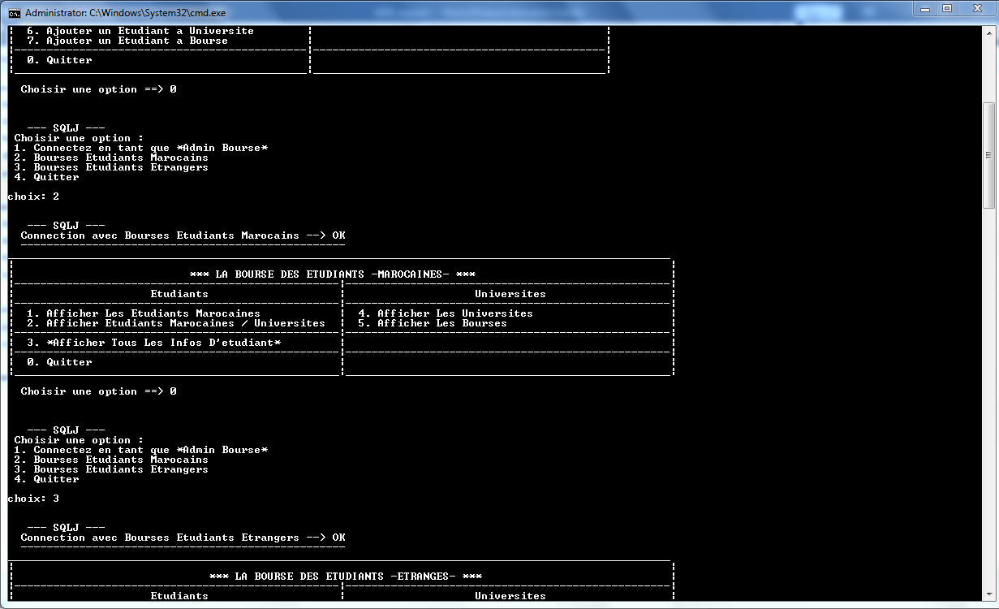 Administrator: C:\Windows\System32\cmd.exe
6. Ajouter un Etudiant a Universite
7. Ajouter un Etudiant a Bourse
0. Quitter
Choisir une option ==> 0
--- SQLJ ---
Choisir une option :
1. Connectez en tant que *Admin Bourse*
2. Bourses Etudiants Marocains
3. Bourses Etudiants Etrangers
4. Quitter
choix: 2
--- SQLJ ---
Connection avec Bourses Etudiants Marocains --> OK
*** LA BOURSE DES ETUDIANTS -MAROCAINES- ***
Etudiants Universites
1. Afficher Les Etudiants Marocaines 4. Afficher Les Universites
2. Afficher Etudiants Marocaines / Universites 5. Afficher Les Bourses
3. *Afficher Tous Les Infos D'etudiant*
0. Quitter
Choisir une option ==> 0
--- SQLJ ---
Choisir une option :
1. Connectez en tant que *Admin Bourse*
2. Bourses Etudiants Marocains
3. Bourses Etudiants Etrangers
4. Quitter
choix: 3
--- SQLJ ---
Connection avec Bourses Etudiants Etrangers --> OK
*** LA BOURSE DES ETUDIANTS -ETRANGES- ***
Etudiants Universites